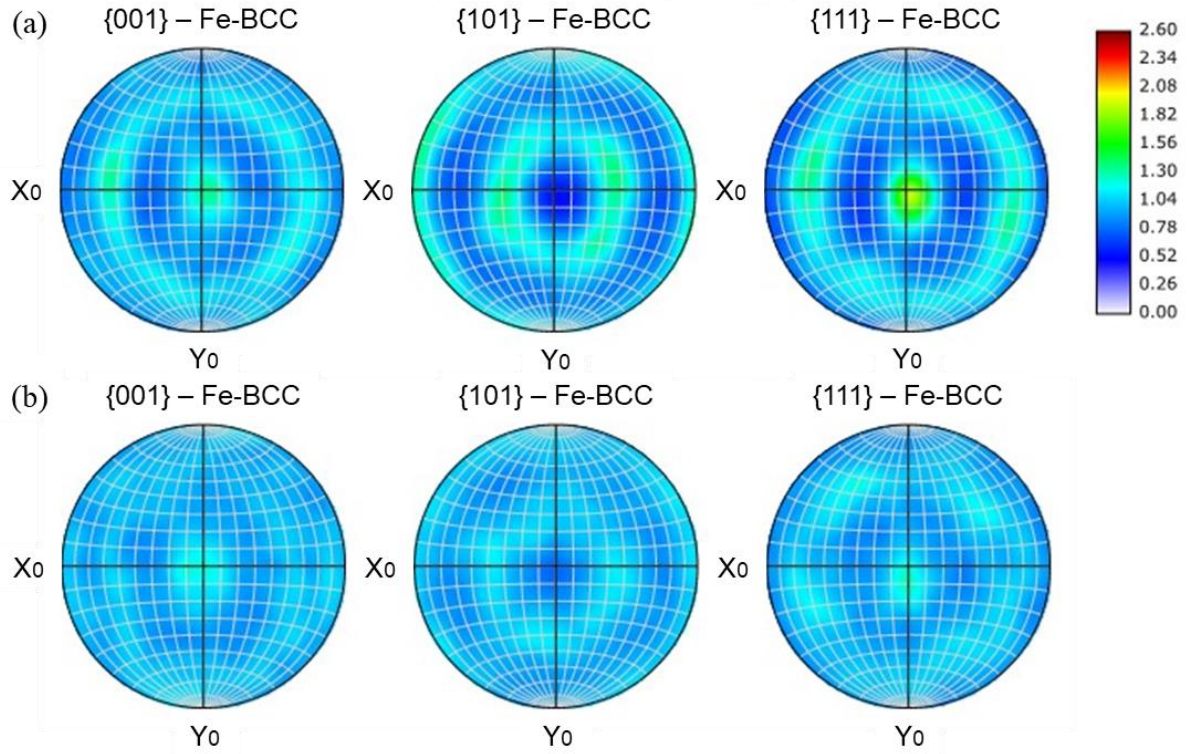 (a) {001} – Fe-BCC {101} – Fe-BCC {111} – Fe-BCC
2.60
2.34
2.08
1.82
1.56
1.30
1.04
0.78
0.52
0.26
0.00
X0 X0 X0
Y0 Y0 Y0
(b) {001} – Fe-BCC {101} – Fe-BCC {111} – Fe-BCC
X0 X0 X0
Y0 Y0 Y0